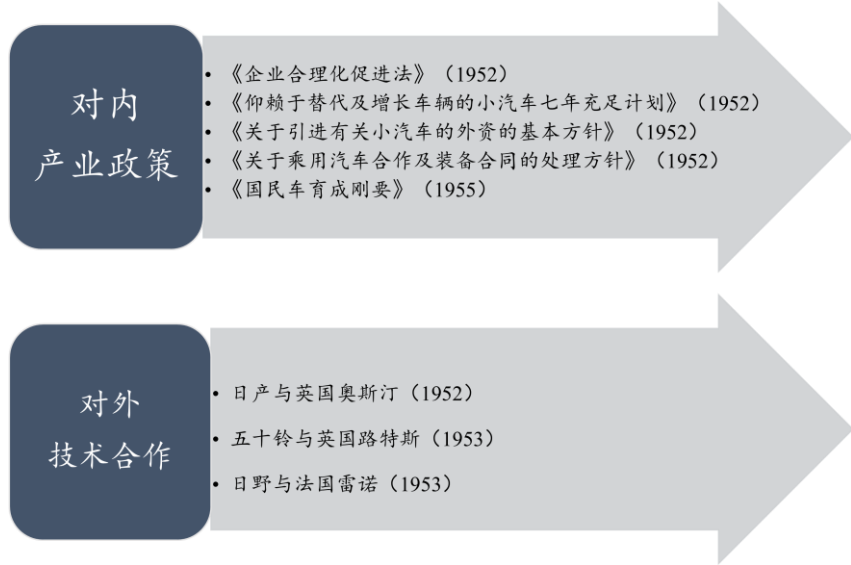 对内
产业政策
• 《企业合理化促进法》（1952）
• 《仰赖于替代及增长车辆的小汽车七年充足计划》（1952）
• 《关于引进有关小汽车的外资的基本方针》（1952）
• 《关于乘用汽车合作及装备合同的处理方针》（1952）
• 《国民车育成刚要》（1955）
对外
技术合作
• 日产与英国奥斯汀（1952）
• 五十铃与英国路特斯（1953）
• 日野与法国雷诺（1953）